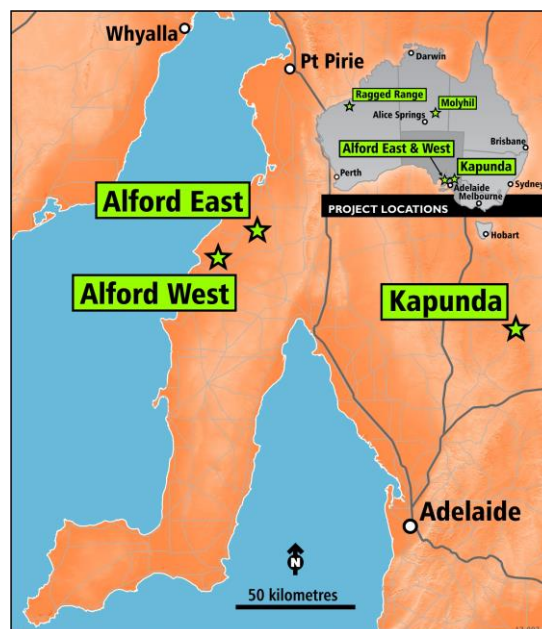 Whyalla
Pt Pirie
Darwin
Ragged Range
Molyhil
Alice Springs
Alford East & West
Kapunda
Brisbane
Perth
Adelaide
Sydney
Melbourne
PROJECT LOCATIONS
Hobart
Alford East
Alford West
Kapunda
Adelaide
N
50 kilometres